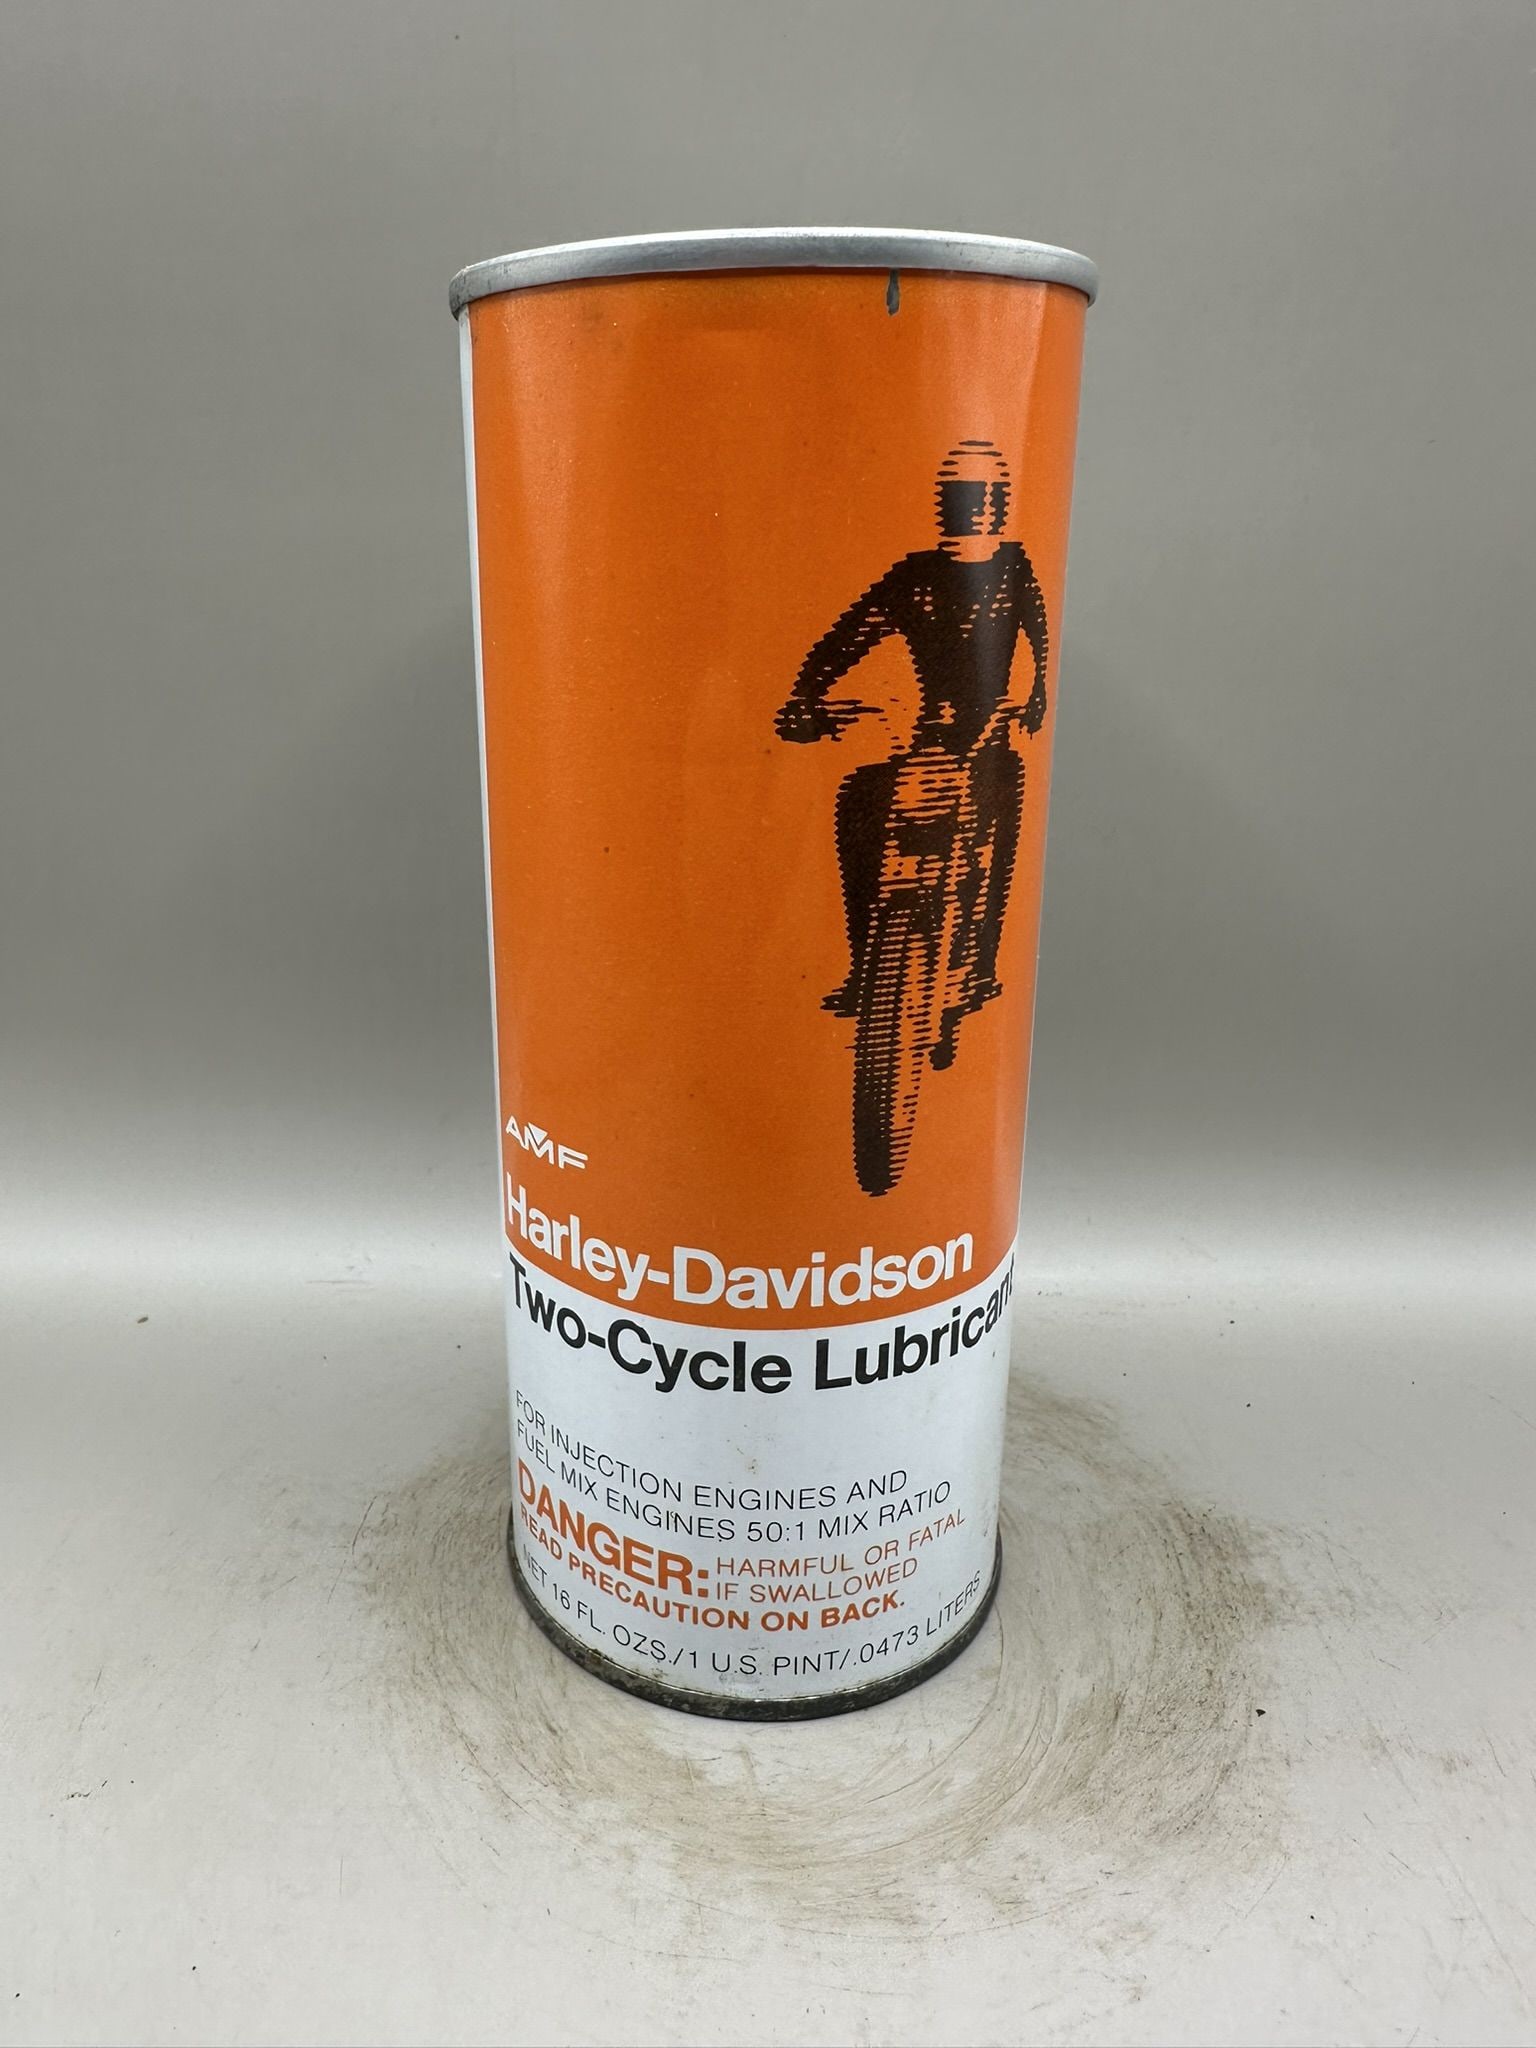 AMF
Harley-Davidson
Two-Cycle Lubricant
FOR INJECTION ENGINES AND
FUEL MIX ENGINES 50:1 MIX RATIO
DANGER: HARMFUL OR FATAL
IF SWALLOWED
READ PRECAUTION ON BACK.
NET 16 FL. OZS./1 U.S. PINT/.0473 LITERS